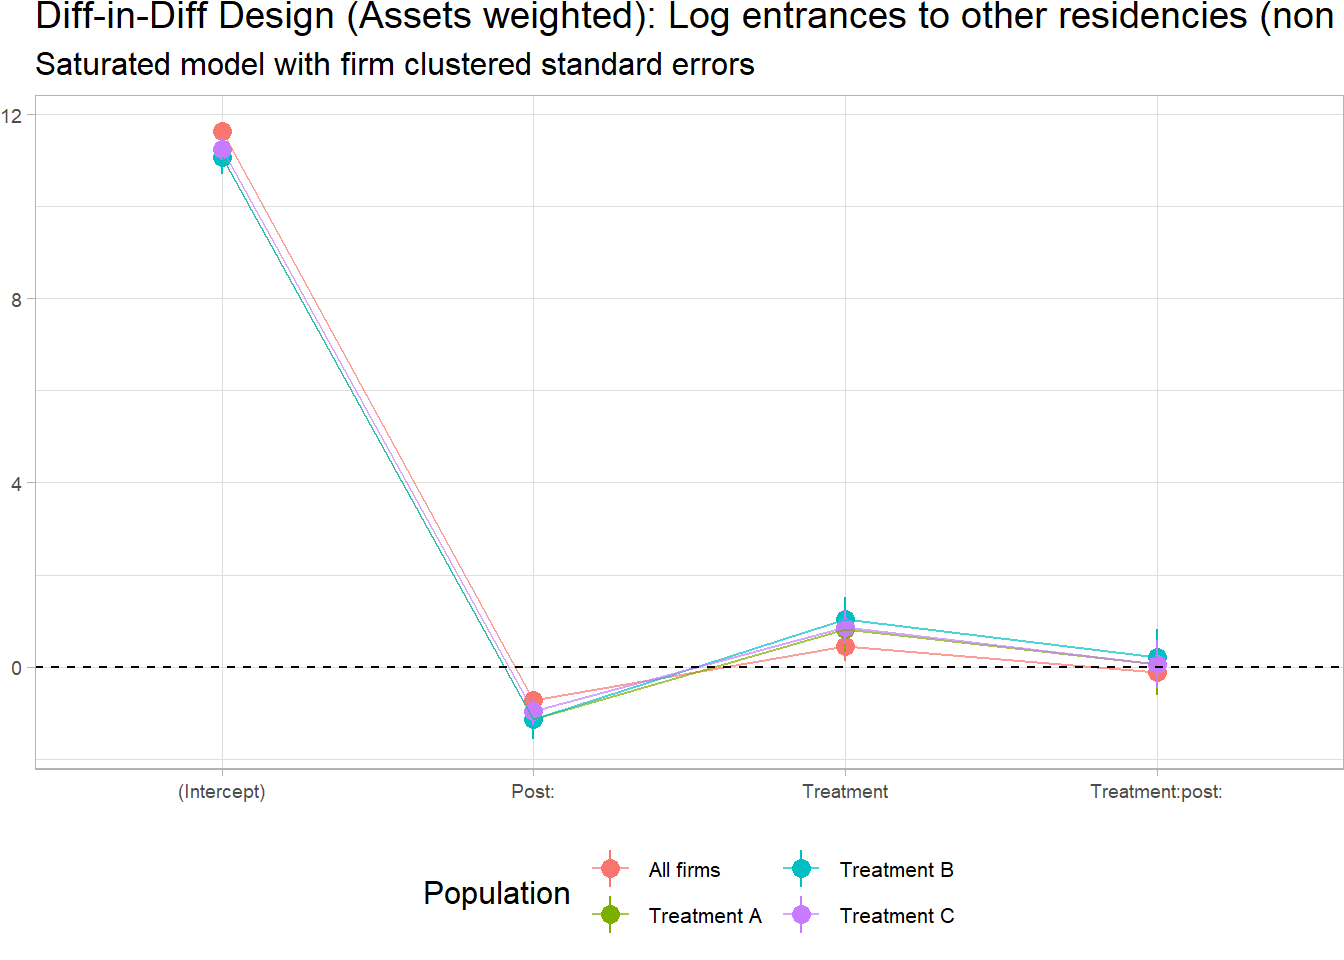 Diff-in-Diff Design (Assets weighted): Log entrances to other residencies (non
Saturated model with firm clustered standard errors
12
8
4
0
(Intercept) Post: Treatment Treatment:post:
Population
All firms Treatment B
Treatment A Treatment C